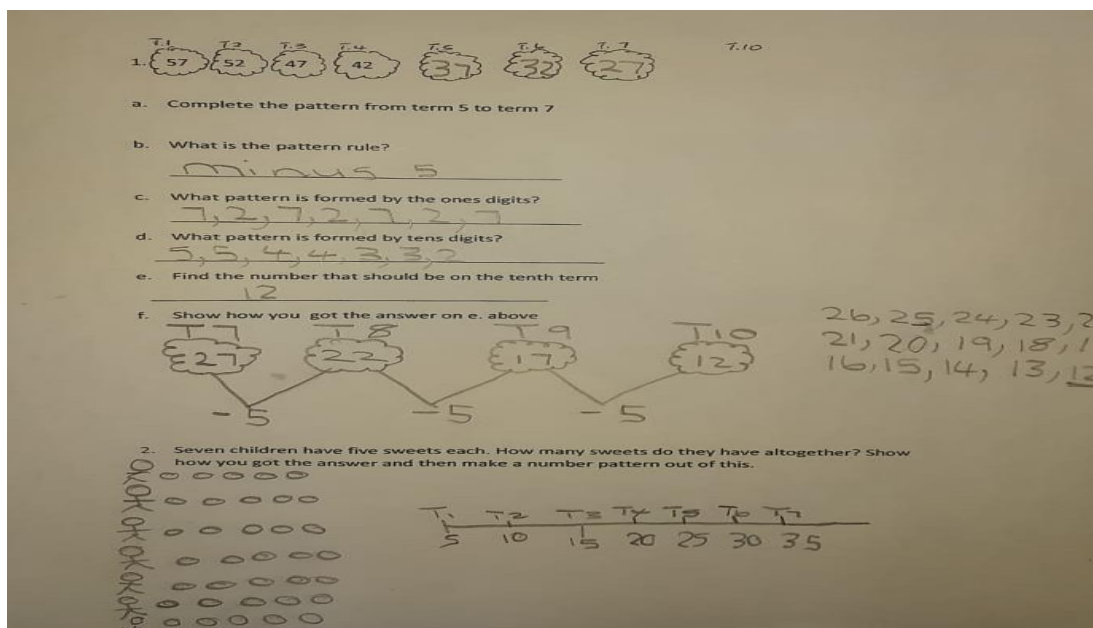 T.1 T2 T.3 T.4 T.5 T.6 T.7 T.10
1. 57 52 47 42 37 32 27
a. Complete the pattern from term 5 to term 7
b. What is the pattern rule?
minus 5
c. What pattern is formed by the ones digits?
7, 2, 7, 2, 7, 2, 7
d. What pattern is formed by tens digits?
5, 5, 4, 4, 3, 3, 2
e. Find the number that should be on the tenth term
12
f. Show how you got the answer on e. above
T7 T8 T9 T10
27 22 17 12
-5 -5 -5
26, 25, 24, 23, 2
21, 20, 19, 18, 1
16, 15, 14, 13, 12
2. Seven children have five sweets each. How many sweets do they have altogether? Show
how you got the answer and then make a number pattern out of this.
T1 T2 T3 T4 T5 T6 T7
5 10 15 20 25 30 35